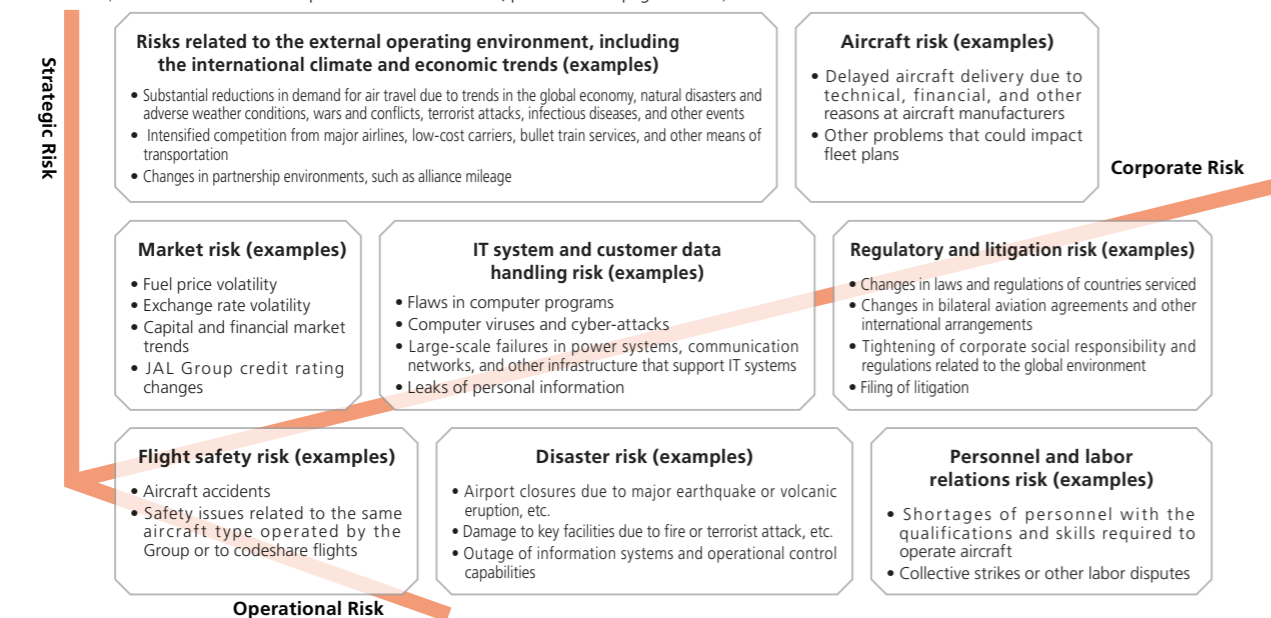 Strategic Risk
Risks related to the external operating environment, including
the international climate and economic trends (examples)
• Substantial reductions in demand for air travel due to trends in the global economy, natural disasters and
adverse weather conditions, wars and conflicts, terrorist attacks, infectious diseases, and other events
• Intensified competition from major airlines, low-cost carriers, bullet train services, and other means of
transportation
• Changes in partnership environments, such as alliance mileage
Aircraft risk (examples)
• Delayed aircraft delivery due to
technical, financial, and other
reasons at aircraft manufacturers
• Other problems that could impact
fleet plans
Corporate Risk
Market risk (examples)
• Fuel price volatility
• Exchange rate volatility
• Capital and financial market
trends
• JAL Group credit rating
changes
IT system and customer data
handling risk (examples)
• Flaws in computer programs
• Computer viruses and cyber-attacks
• Large-scale failures in power systems, communication
networks, and other infrastructure that support IT systems
• Leaks of personal information
Regulatory and litigation risk (examples)
• Changes in laws and regulations of countries serviced
• Changes in bilateral aviation agreements and other
international arrangements
• Tightening of corporate social responsibility and
regulations related to the global environment
• Filing of litigation
Flight safety risk (examples)
• Aircraft accidents
• Safety issues related to the same
aircraft type operated by the
Group or to codeshare flights
Disaster risk (examples)
• Airport closures due to major earthquake or volcanic
eruption, etc.
• Damage to key facilities due to fire or terrorist attack, etc.
• Outage of information systems and operational control
capabilities
Personnel and labor
relations risk (examples)
• Shortages of personnel with the
qualifications and skills required to
operate aircraft
• Collective strikes or other labor disputes
Operational Risk